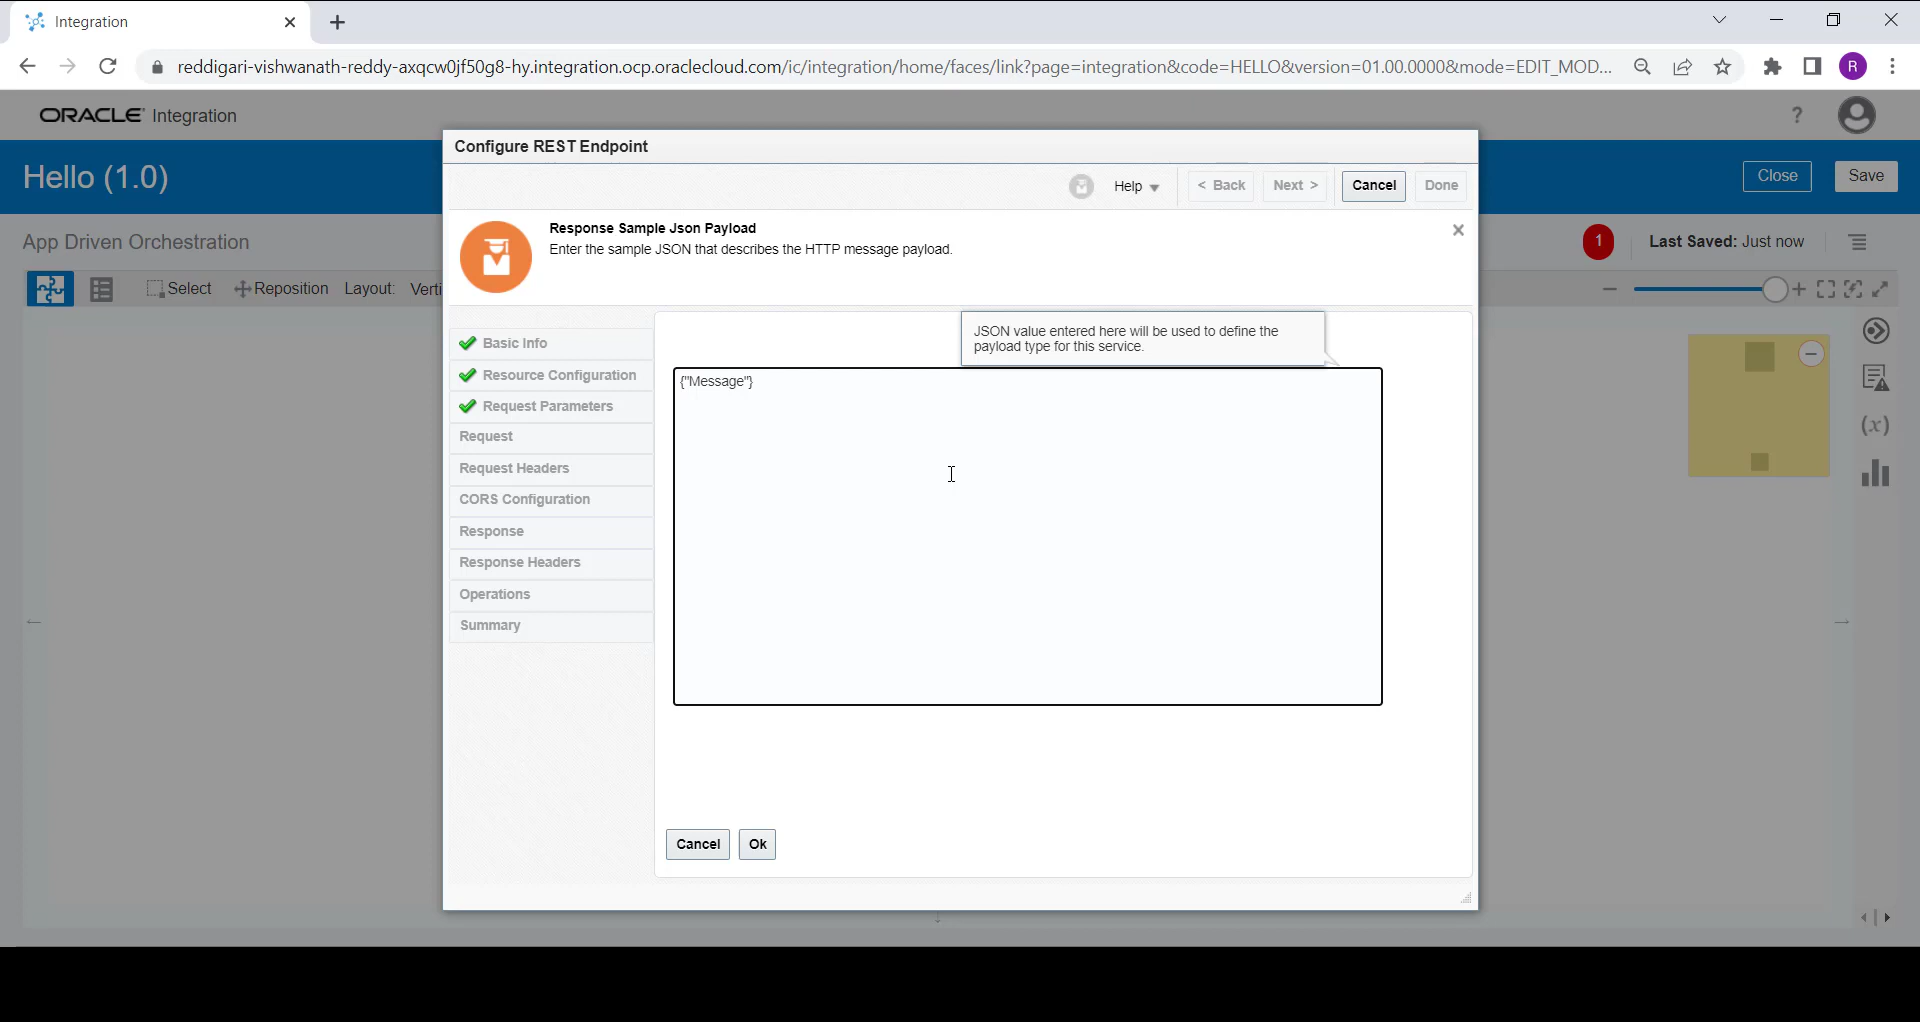 Integration
reddigari-vishwanath-reddy-axqcw0jf50g8-hy.integration.ocp.oraclecloud.com/ic/integration/home/faces/link?page=integration&code=HELLO&version=01.00.0000&mode=EDIT_MOD...
R
ORACLE Integration
?
Configure REST Endpoint
Hello (1.0)
Help
< Back
Next >
Cancel
Done
Close
Save
Response Sample Json Payload
Enter the sample JSON that describes the HTTP message payload.
App Driven Orchestration
1
Last Saved: Just now
Select
Reposition
Layout:
Verti
JSON value entered here will be used to define the
payload type for this service.
Basic Info
Resource Configuration
Request Parameters
Request
Request Headers
CORS Configuration
Response
Response Headers
Operations
Summary
{"Message"}
(x)
Cancel
Ok